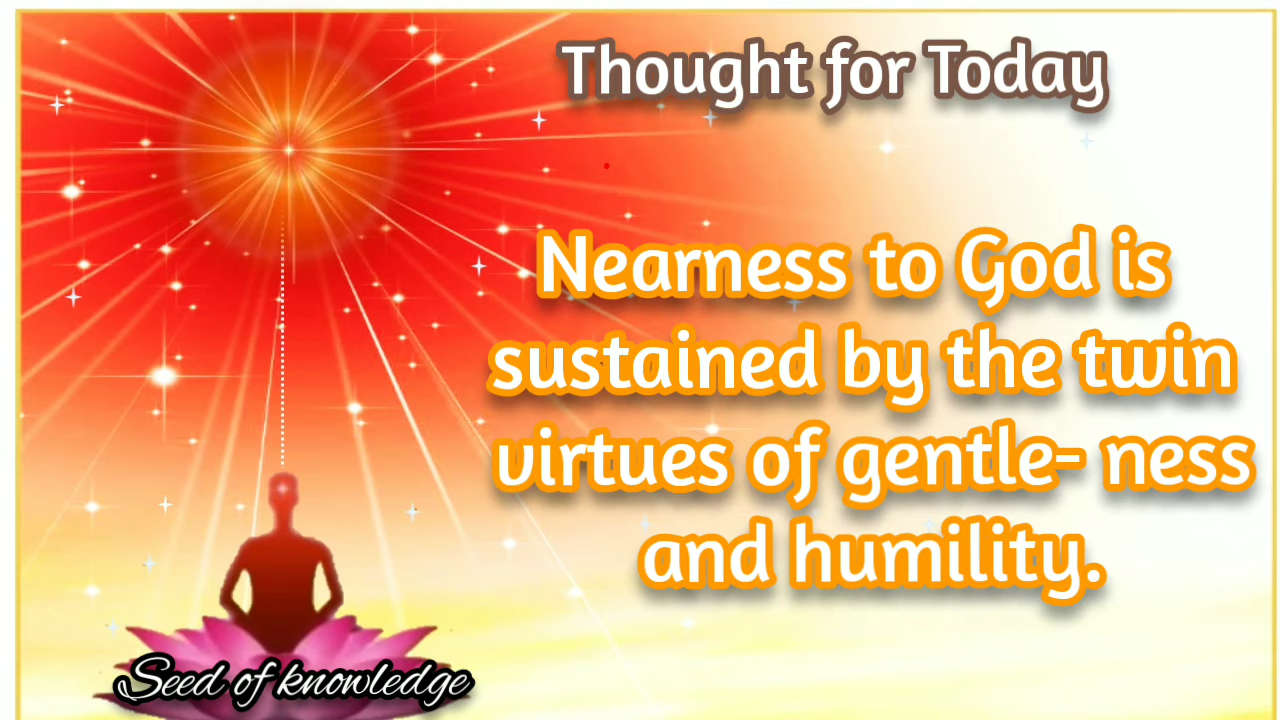 Thought for Today
Nearness to God is
sustained by the twin
virtues of gentle- ness
and humility.
Seed of knowledge